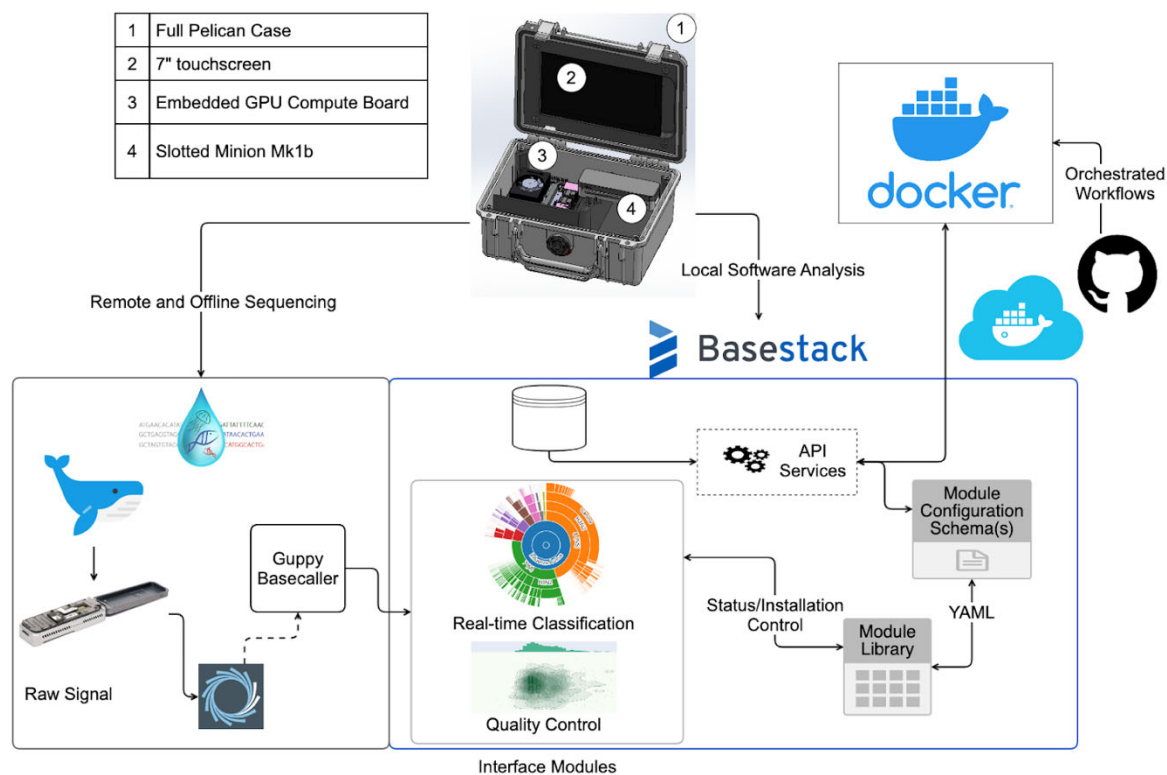 1 Full Pelican Case
2 7" touchscreen
3 Embedded GPU Compute Board
4 Slotted Minion Mk1b
1
2
3
4
docker
Orchestrated
Workflows
Remote and Offline Sequencing
Local Software Analysis
Basestack
API
Services
Module
Configuration
Schema(s)
Guppy
Basecaller
Real-time Classification
Status/Installation
Control
YAML
Module
Library
Raw Signal
Quality Control
Interface Modules